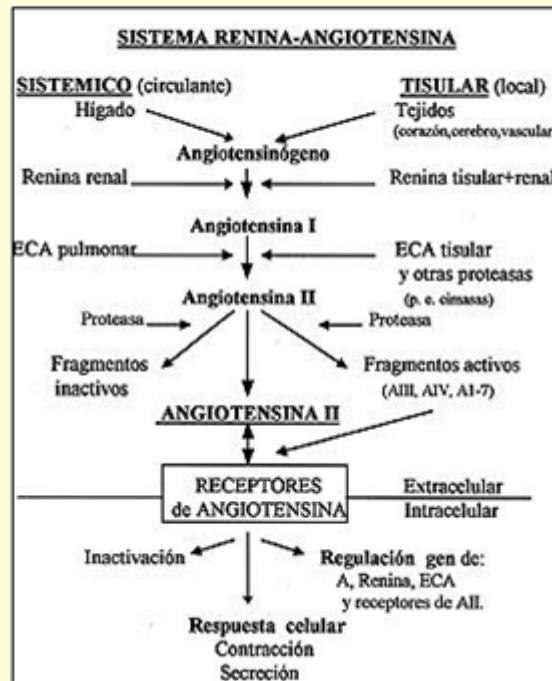 SISTEMA RENINA-ANGIOTENSINA
SISTEMICO (circulante)
Hígado
TISULAR (local)
Tejidos
(corazón,cerebro,vascular
Angiotensinógeno
Renina renal
Renina tisular+renal
Angiotensina I
ECA pulmonar
ECA tisular
y otras proteasas
(p. e. cimasas)
Angiotensina II
Proteasa
Proteasa
Fragmentos
inactivos
Fragmentos activos
(AIII, AIV, A1-7)
ANGIOTENSINA II
RECEPTORES
de ANGIOTENSINA
Extracelular
Intracelular
Inactivación
Regulación gen de:
A, Renina, ECA
y receptores de AII.
Respuesta celular
Contracción
Secreción